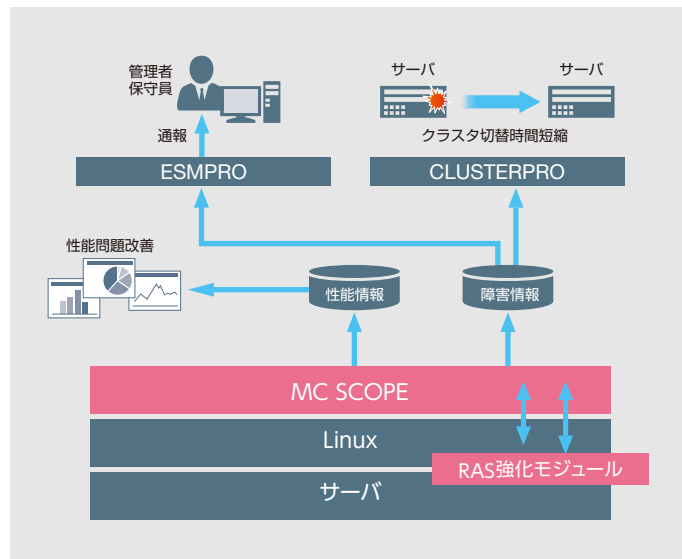 管理者
保守員
サーバ
サーバ
通報
クラスタ切替時間短縮
ESMPRO
CLUSTERPRO
性能問題改善
性能情報
障害情報
MC SCOPE
Linux
RAS強化モジュール
サーバ